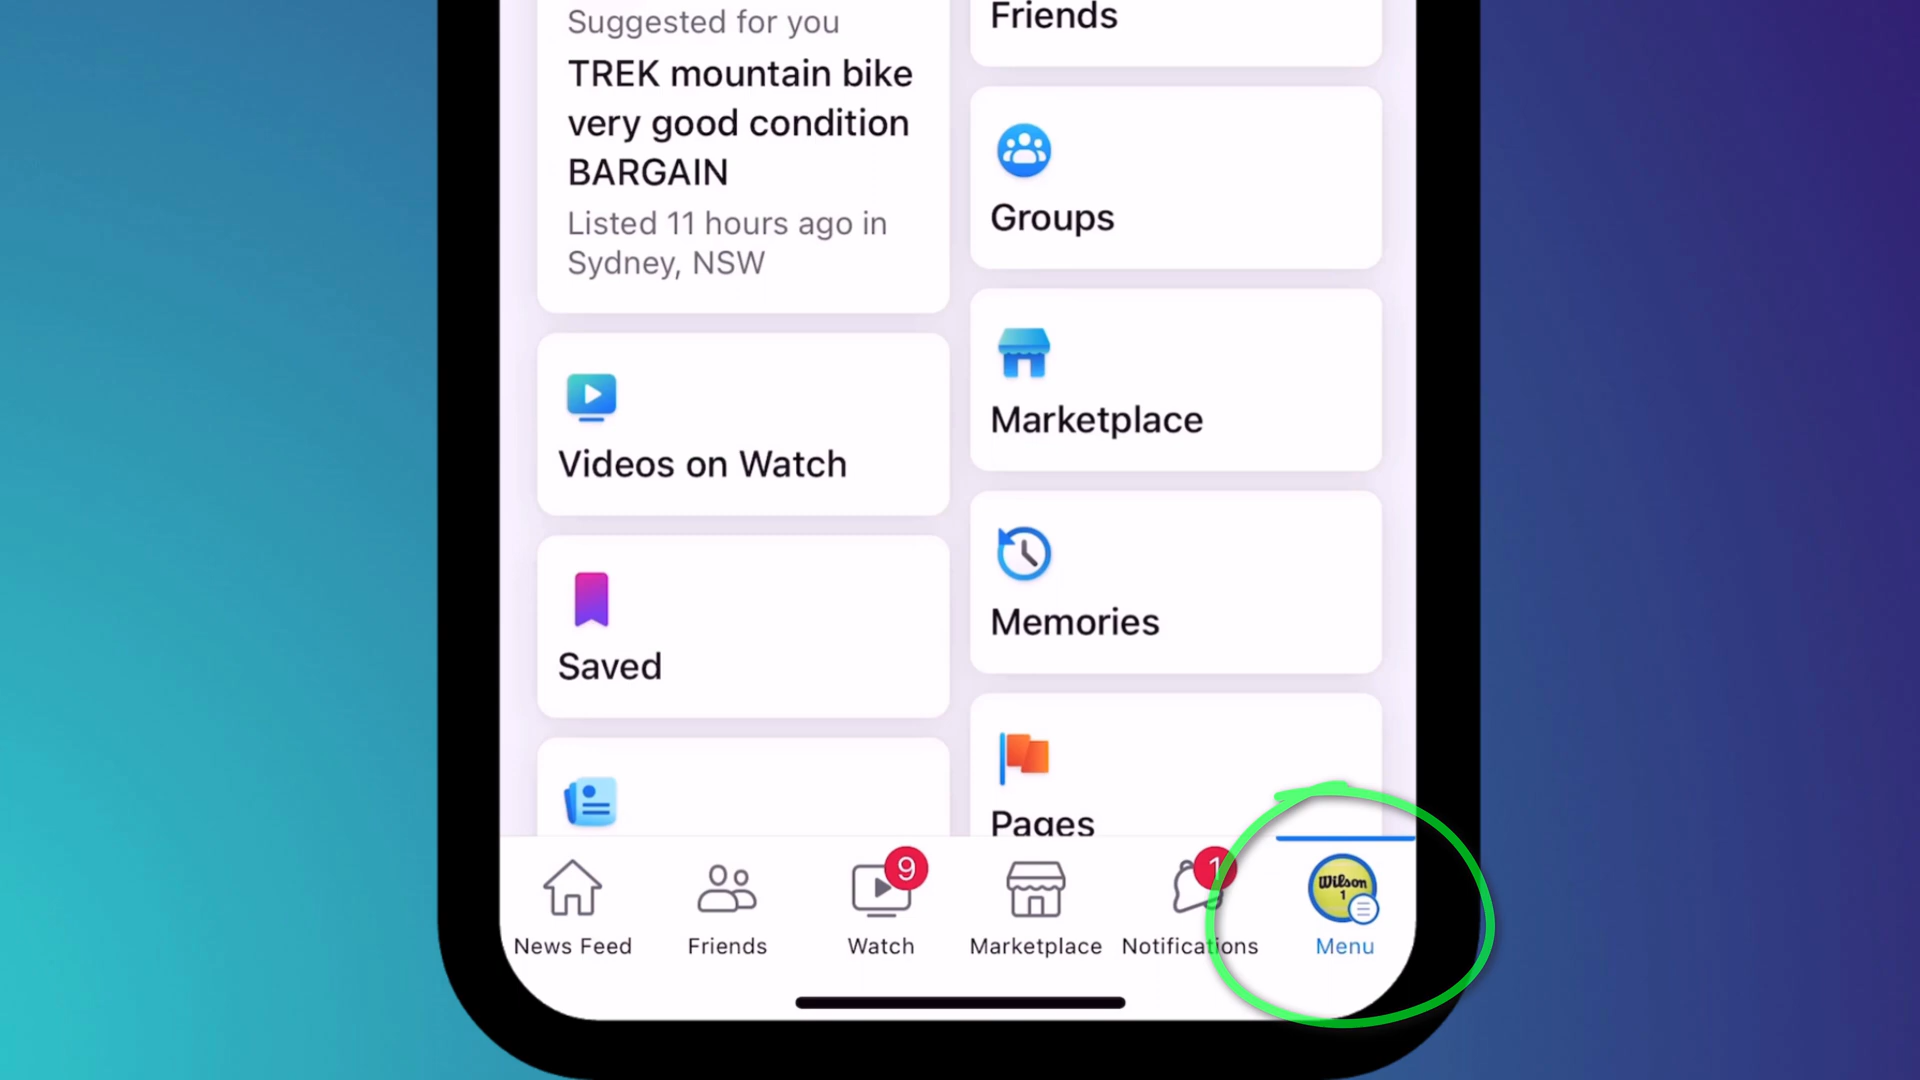 Suggested for you
TREK mountain bike
very good condition
BARGAIN
Listed 11 hours ago in
Sydney, NSW
Videos on Watch
Saved
Friends
Groups
Marketplace
Memories
Pages
9
1
Wilson
1
News Feed
Friends
Watch
Marketplace
Notifications
Menu